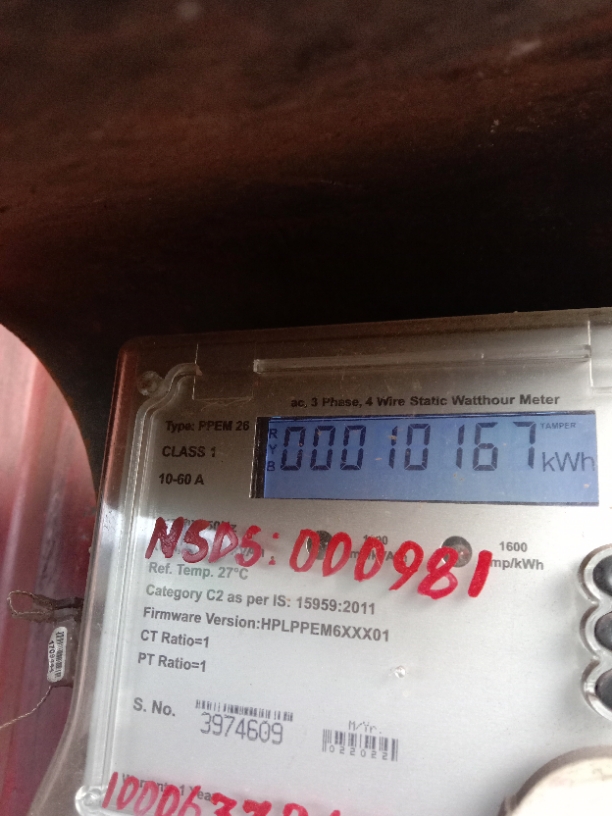 ac, 3 Phase, 4 Wire Static Watthour Meter
Type: PPEM 26
CLASS 1
10-60 A
R
Y
B
00010167 kWh
TAMPER
NSDS: 000981
1600
imp/kWh
Ref. Temp. 27°C
Category C2 as per IS: 15959:2011
Firmware Version:HPLPPEM6XXX01
CT Ratio=1
PT Ratio=1
S. No.
3974609
M/Yr.
022022